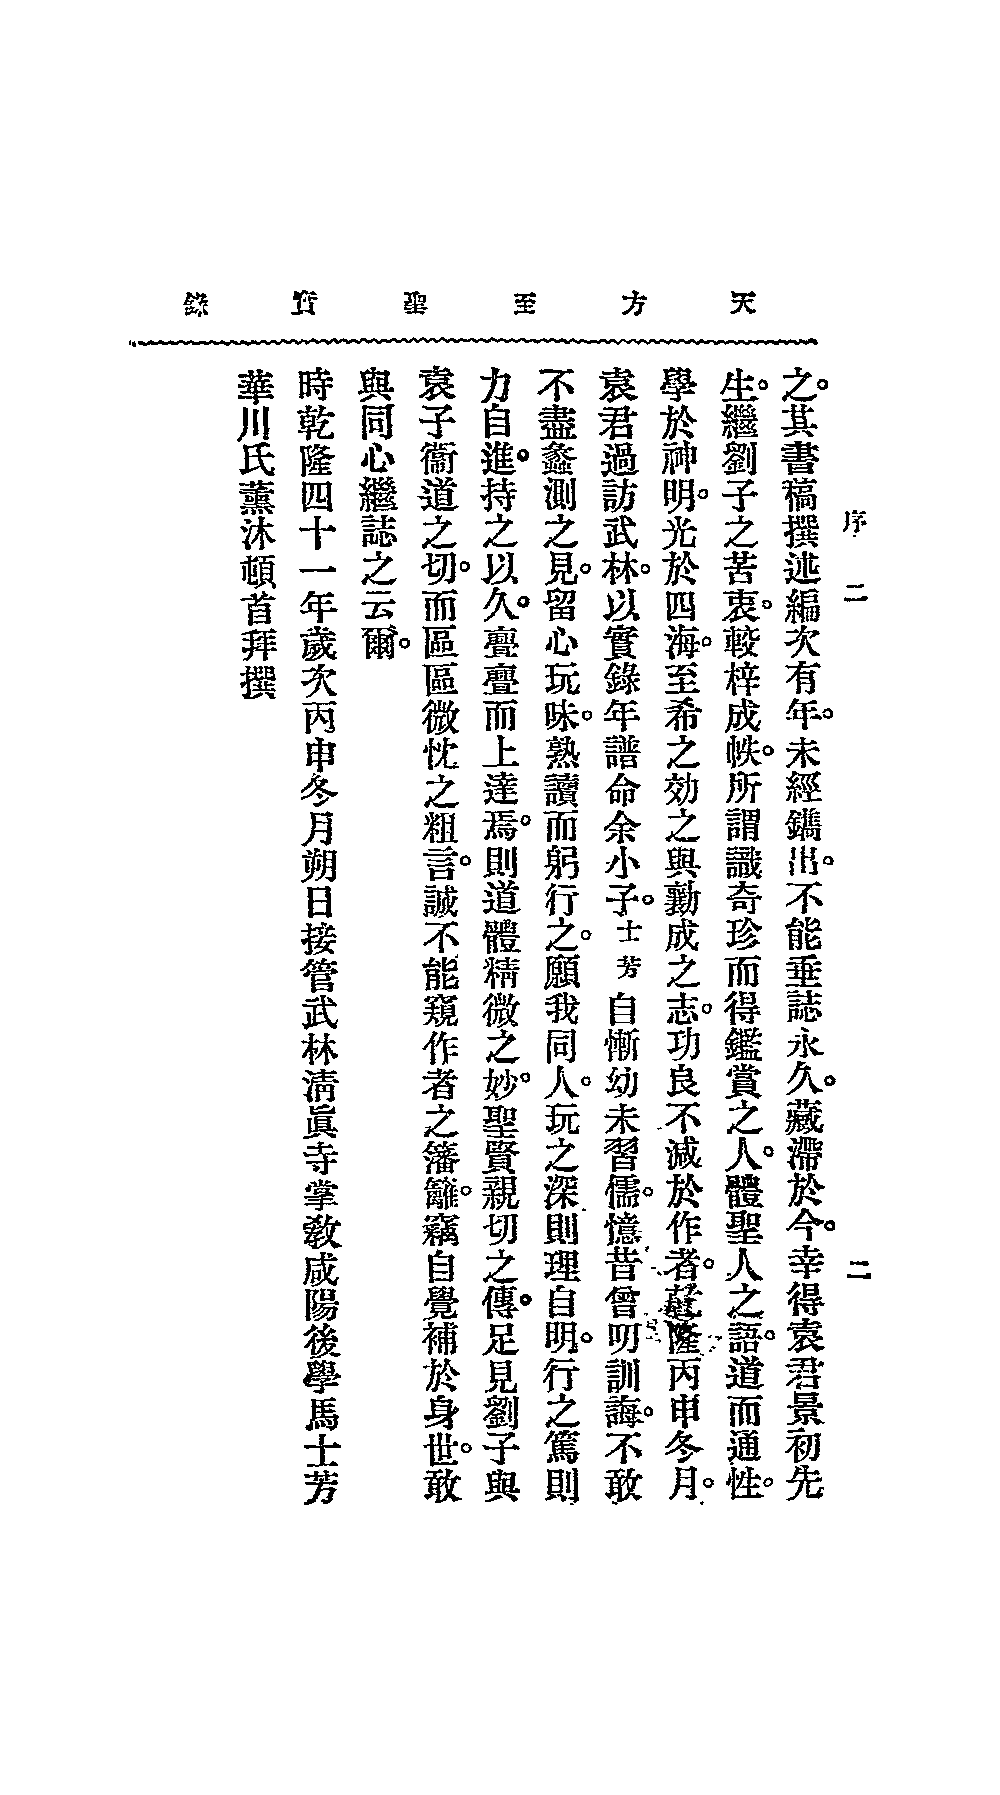 天方至聖實錄
序二
二
之。其書稿撰述編次有年。未經鐫出。不能垂誌永久。藏滯於今。幸得袁君景初先
生。繼劉子之苦衷。較梓成帙。所謂識奇珍而得鑑賞之人。體聖人之語。道而通性。
學於神明。光於四海。至希之効之與勷成之志。功良不減於作者。乾隆丙申冬月。
袁君過訪武林。以實錄年譜命余小子。士芳自慚幼未習儒。憶昔曾叨訓誨。不敢
不盡蠡測之見。留心玩味。熟讀而躬行之。願我同人。玩之深則理自明。行之篤則
力自進。持之以久。亹亹而上達焉。則道體精微之妙。聖賢親切之傳。足見劉子與
袁子衞道之切。而區區微忱之粗言。誠不能窺作者之籓籬。竊自覺補於身世。敢
與同心繼誌之云爾。
時乾隆四十一年歲次丙申冬月朔日接管武林淸眞寺掌敎咸陽後學馬士芳
華川氏薰沐頓首拜撰